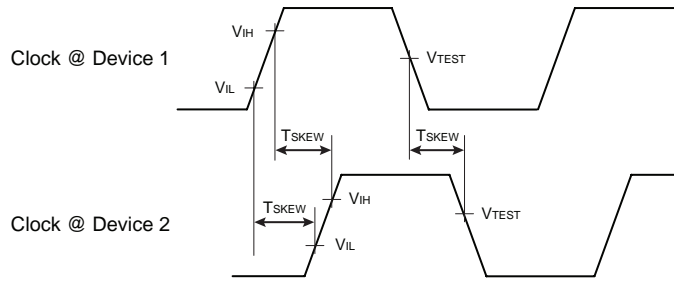 VIH
Clock @ Device 1
VTEST
VIL
TSKEW
TSKEW
VIH
TSKEW
VTEST
Clock @ Device 2
VIL